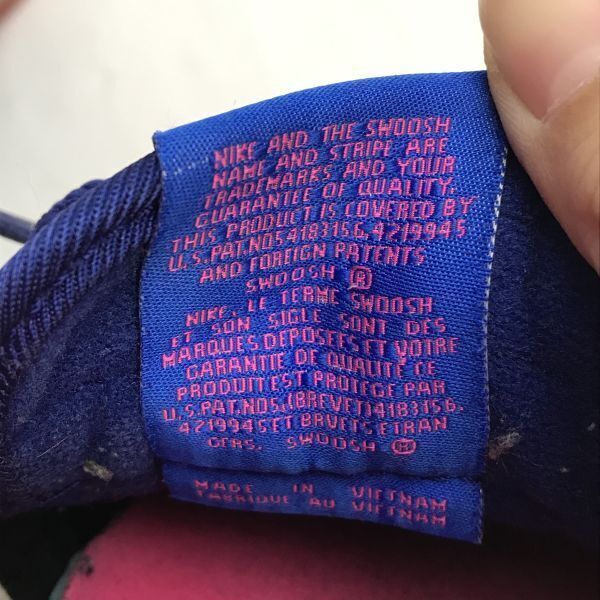 NIKE AND THE SWOOSH
NAME AND STRIPE ARE
TRADEMARKS AND YOUR
GUARANTEE OF QUALITY.
THIS PRODUCT IS COVERED BY
U.S.PAT.NOS.4183156,4219945
AND FOREIGN PATENTS
SWOOSH ®
NIKE, LE TERME SWOOSH
ET SON SIGLE SONT DES
MARQUES DEPOSEES ET VOTRE
GARANTIE DE QUALITE CE
PRODUIT EST PROTEGE PAR
U.S.PAT.NOS.(BREVET)4183156.
4219945ET BRVETS ETRAN
GERS. SWOOSH
MADE IN VIETNAM
FABRIQUE AU VIETNAM